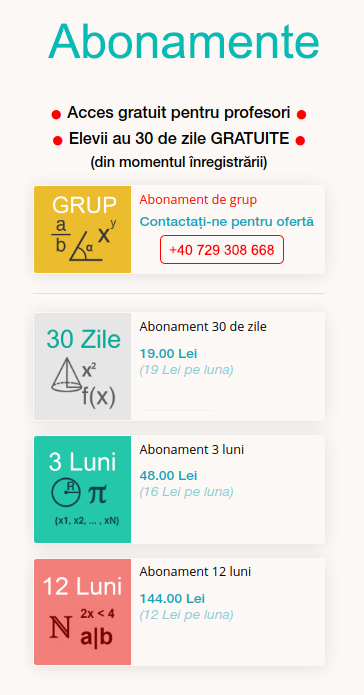 Abonamente
Acces gratuit pentru profesori
Elevii au 30 de zile GRATUITE
(din momentul înregistrării)
GRUP
a
b
α
x^y
Abonament de grup
Contactați-ne pentru ofertă
+40 729 308 668
30 Zile
x²
f(x)
Abonament 30 de zile
19.00 Lei
(19 Lei pe luna)
3 Luni
R
π
{x1, x2, ... , xN}
Abonament 3 luni
48.00 Lei
(16 Lei pe luna)
12 Luni
ℕ
2x < 4
a|b
Abonament 12 luni
144.00 Lei
(12 Lei pe luna)